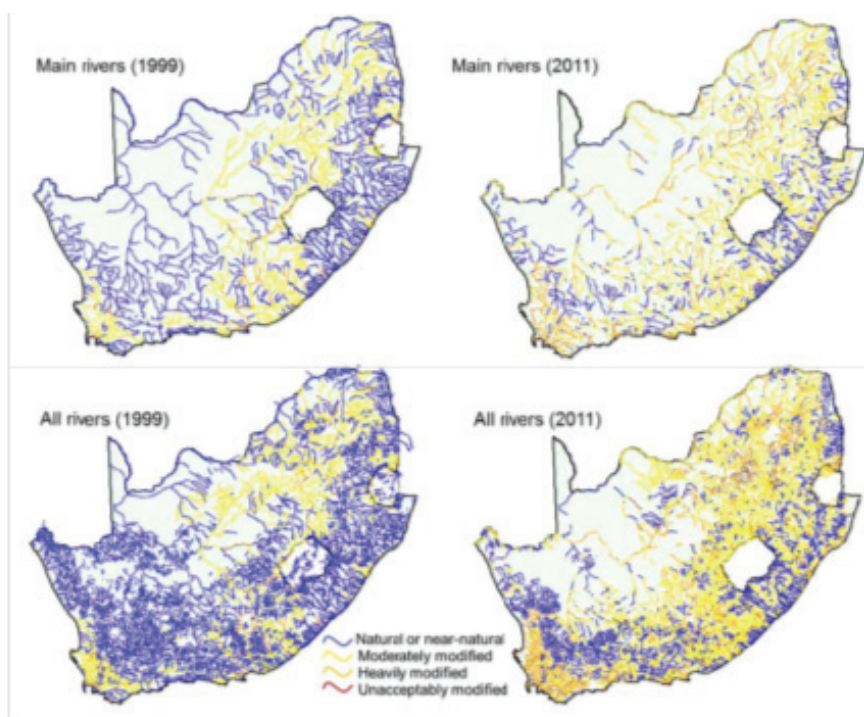 Main rivers (1999)
Main rivers (2011)
All rivers (1999)
All rivers (2011)
Natural or near-natural
Moderately modified
Heavily modified
Unacceptably modified